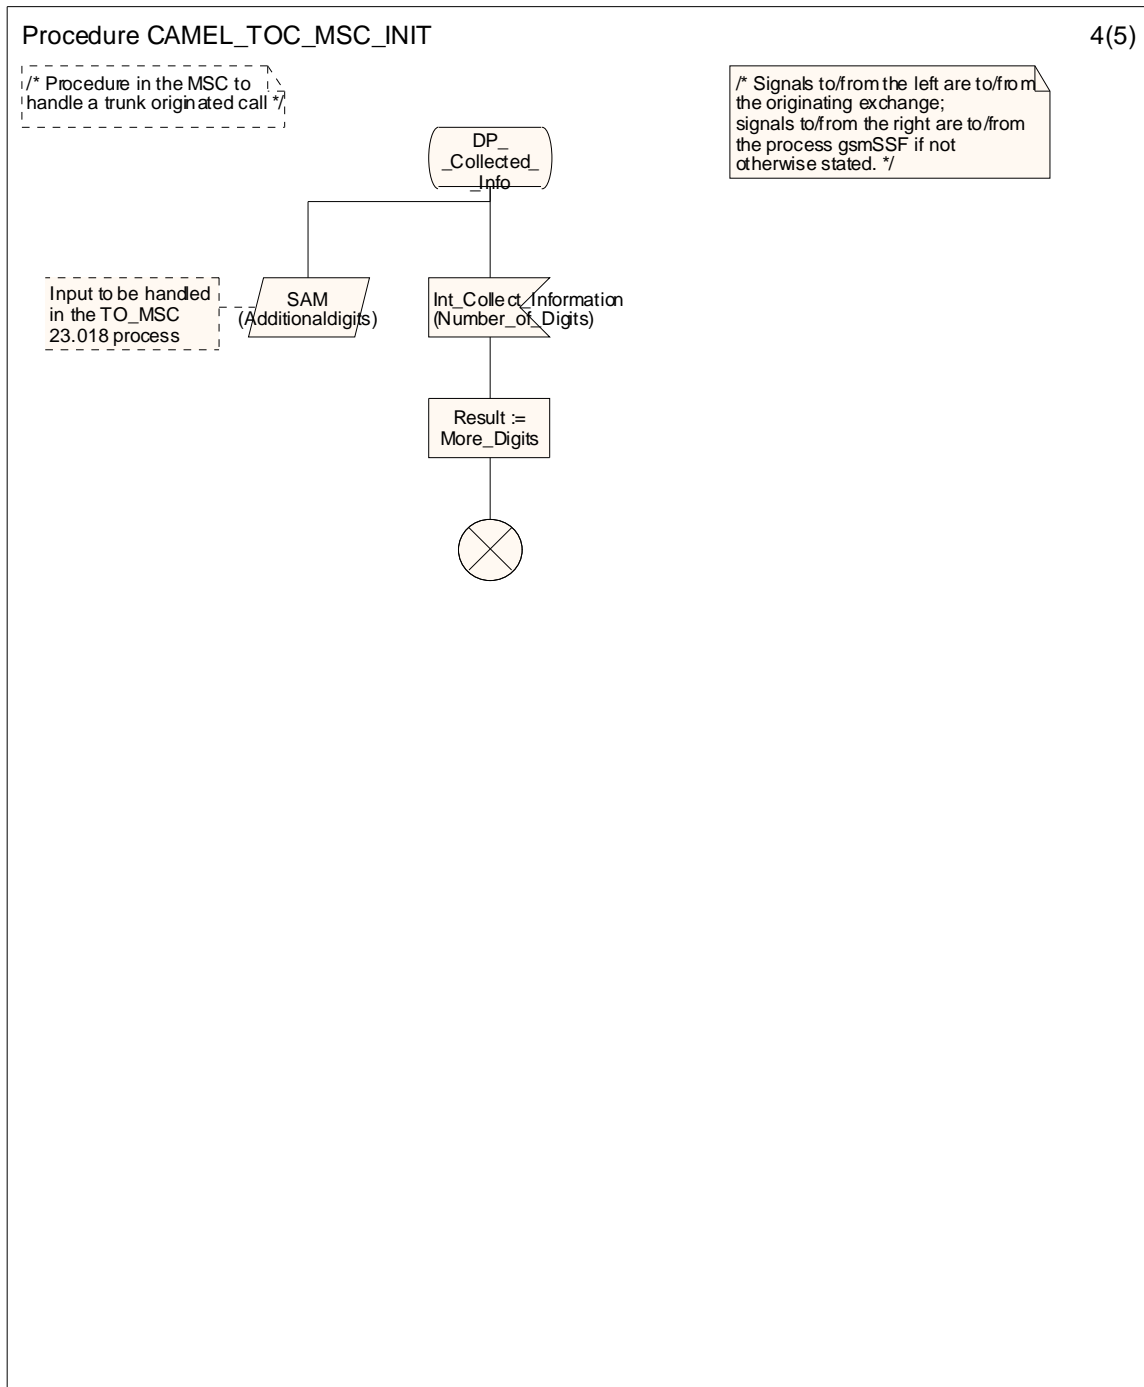 Procedure CAMEL_TOC_MSC_INIT
4(5)
/* Procedure in the MSC to
handle a trunk originated call */
/* Signals to/from the left are to/from
the originating exchange;
signals to/from the right are to/from
the process gsmSSF if not
otherwise stated. */
DP_
_Collected_
_Info
Input to be handled
in the TO_MSC
23.018 process
SAM
(Additionaldigits)
Int_Collect_Information
(Number_of_Digits)
Result :=
More_Digits